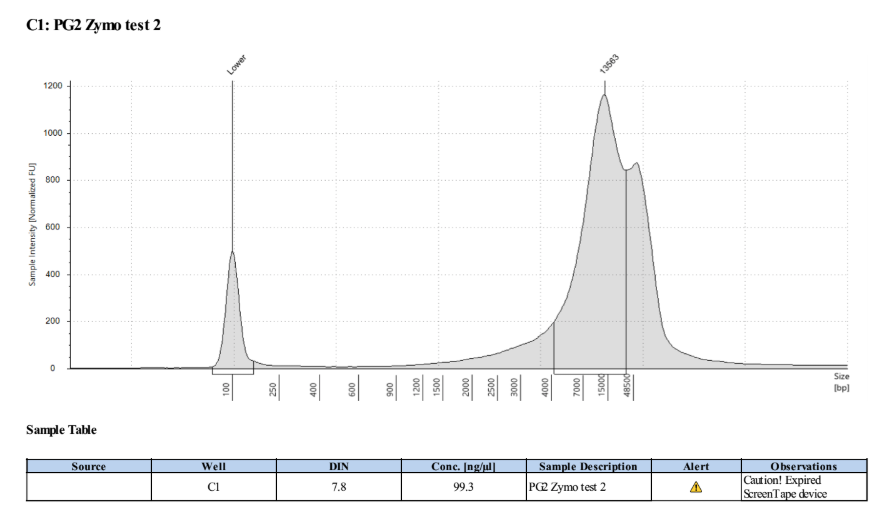 C1: PG2 Zymo test 2
Lower
13563
Sample Intensity [Normalized FU]
1200
1000
800
600
400
200
0
100
250
400
600
900
1200
1500
2000
2500
3000
4000
7000
15000
48500
Size
[bp]
Sample Table
Source Well DIN Conc. [ng/µl] Sample Description Alert Observations
C1 7.8 99.3 PG2 Zymo test 2 Caution! Expired
ScreenTape device